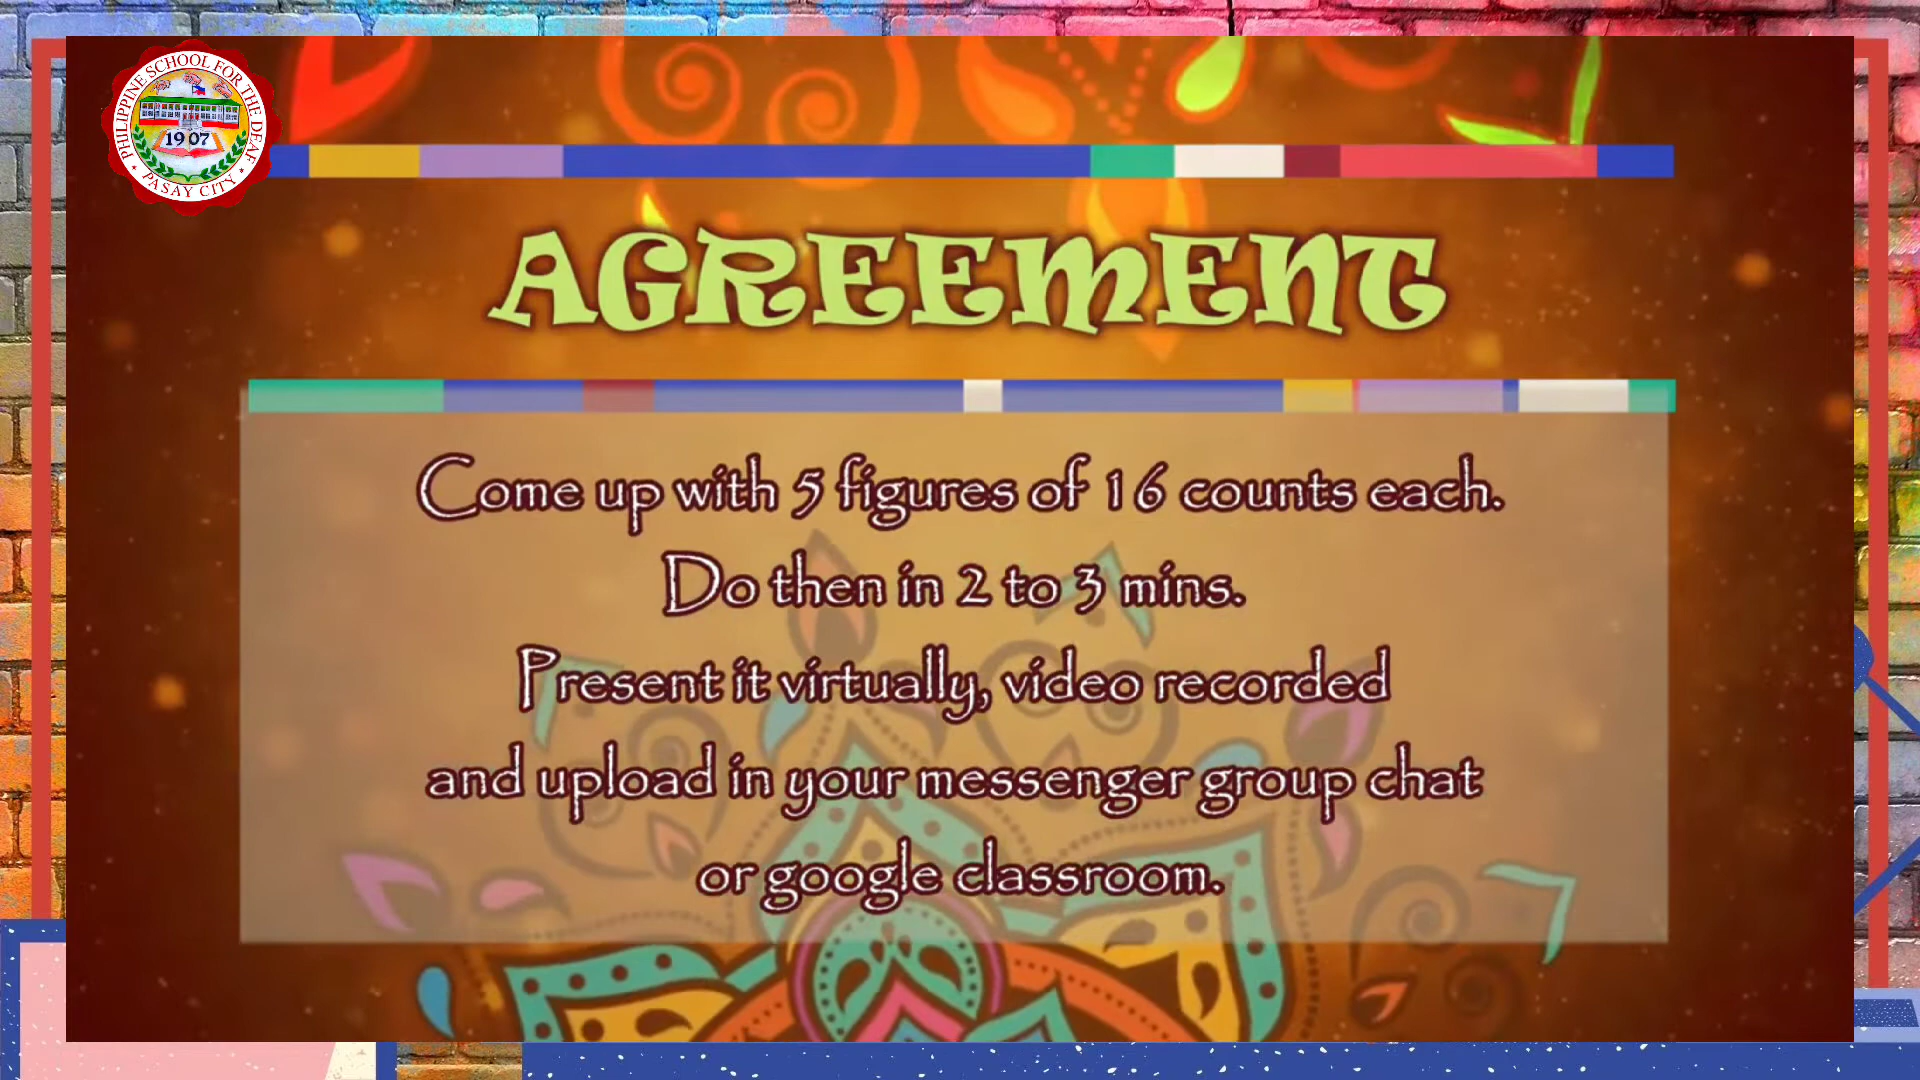 PHILIPPINE SCHOOL FOR THE DEAF
1907
PASAY CITY
AGREEMENT
Come up with 5 figures of 16 counts each.
Do then in 2 to 3 mins.
Present it virtually, video recorded
and upload in your messenger group chat
or google classroom.